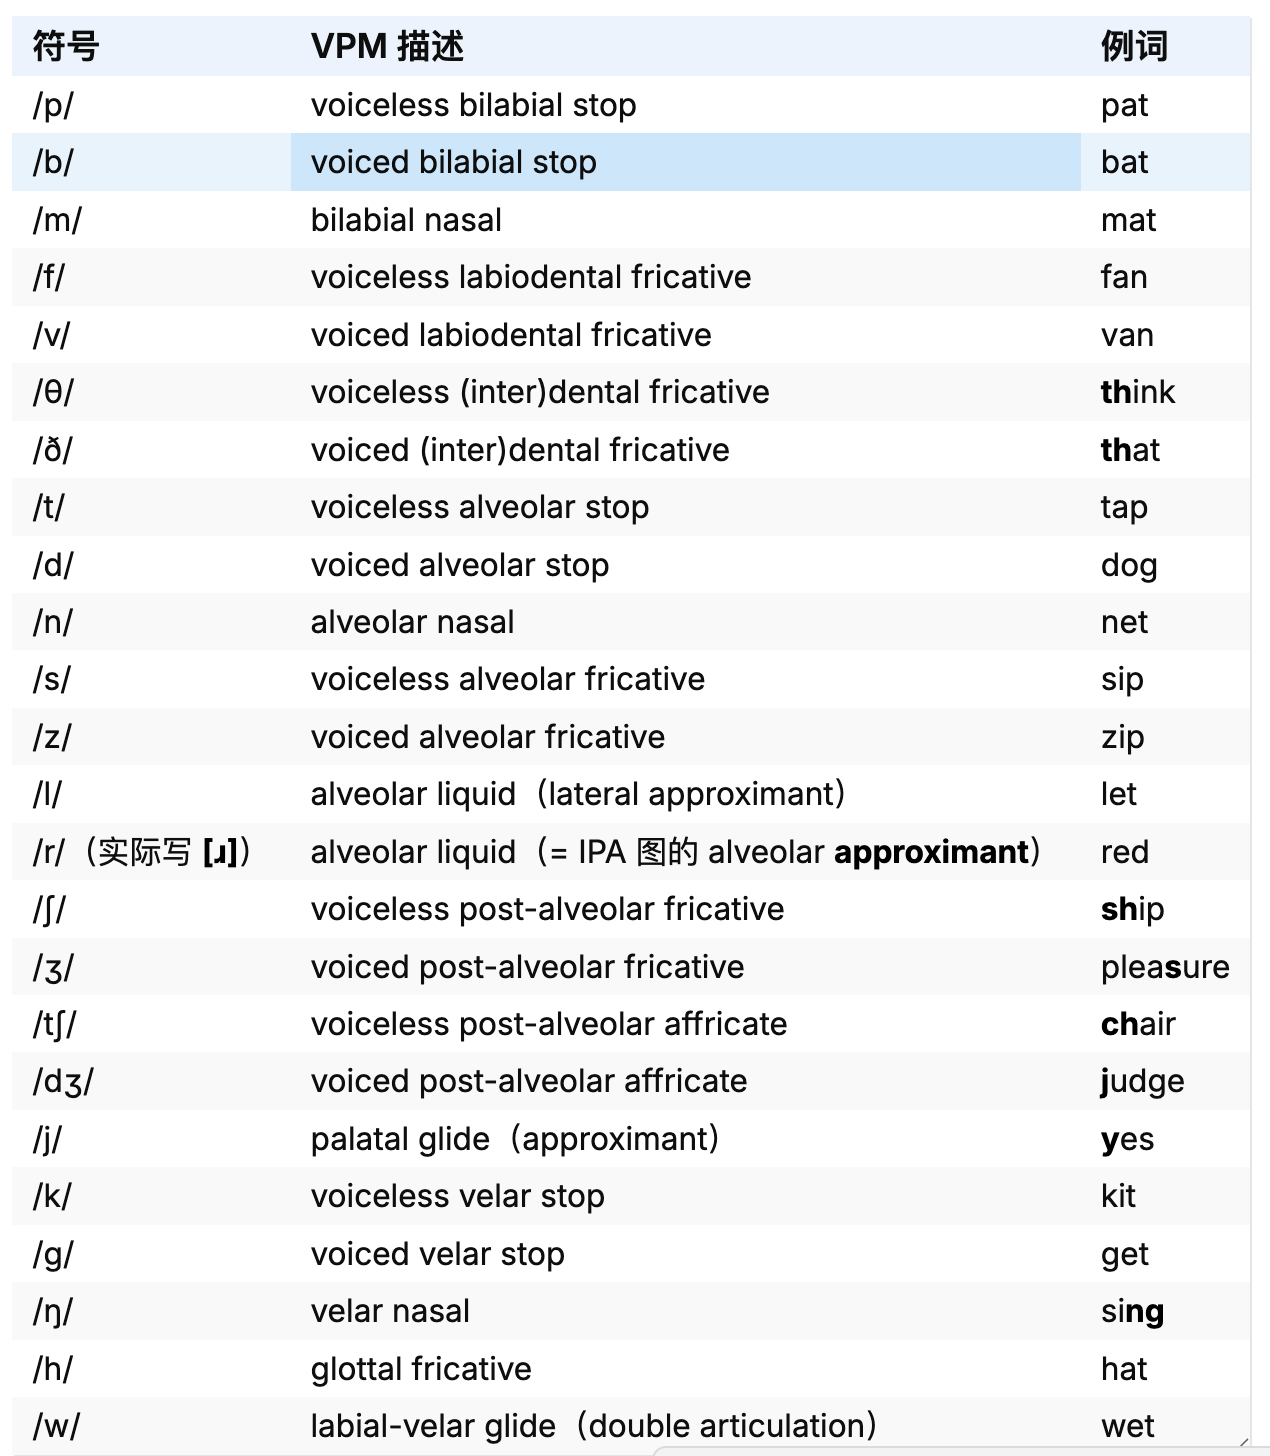 符号 VPM 描述 例词
/p/ voiceless bilabial stop pat
/b/ voiced bilabial stop bat
/m/ bilabial nasal mat
/f/ voiceless labiodental fricative fan
/v/ voiced labiodental fricative van
/θ/ voiceless (inter)dental fricative think
/ð/ voiced (inter)dental fricative that
/t/ voiceless alveolar stop tap
/d/ voiced alveolar stop dog
/n/ alveolar nasal net
/s/ voiceless alveolar fricative sip
/z/ voiced alveolar fricative zip
/l/ alveolar liquid（lateral approximant） let
/r/（实际写 [ɹ]） alveolar liquid（= IPA 图的 alveolar approximant） red
/ʃ/ voiceless post-alveolar fricative ship
/ʒ/ voiced post-alveolar fricative pleasure
/tʃ/ voiceless post-alveolar affricate chair
/dʒ/ voiced post-alveolar affricate judge
/j/ palatal glide（approximant） yes
/k/ voiceless velar stop kit
/g/ voiced velar stop get
/ŋ/ velar nasal sing
/h/ glottal fricative hat
/w/ labial-velar glide（double articulation） wet